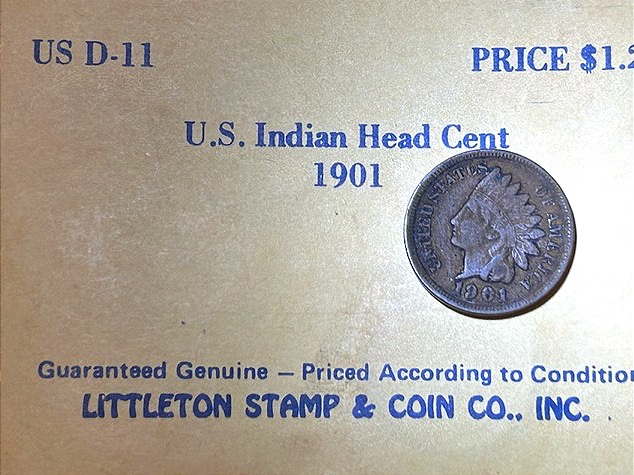 US D-11
PRICE $1.2
U.S. Indian Head Cent
1901
UNITED STATES OF AMERICA
1901
Guaranteed Genuine — Priced According to Condition
LITTLETON STAMP & COIN CO., INC.